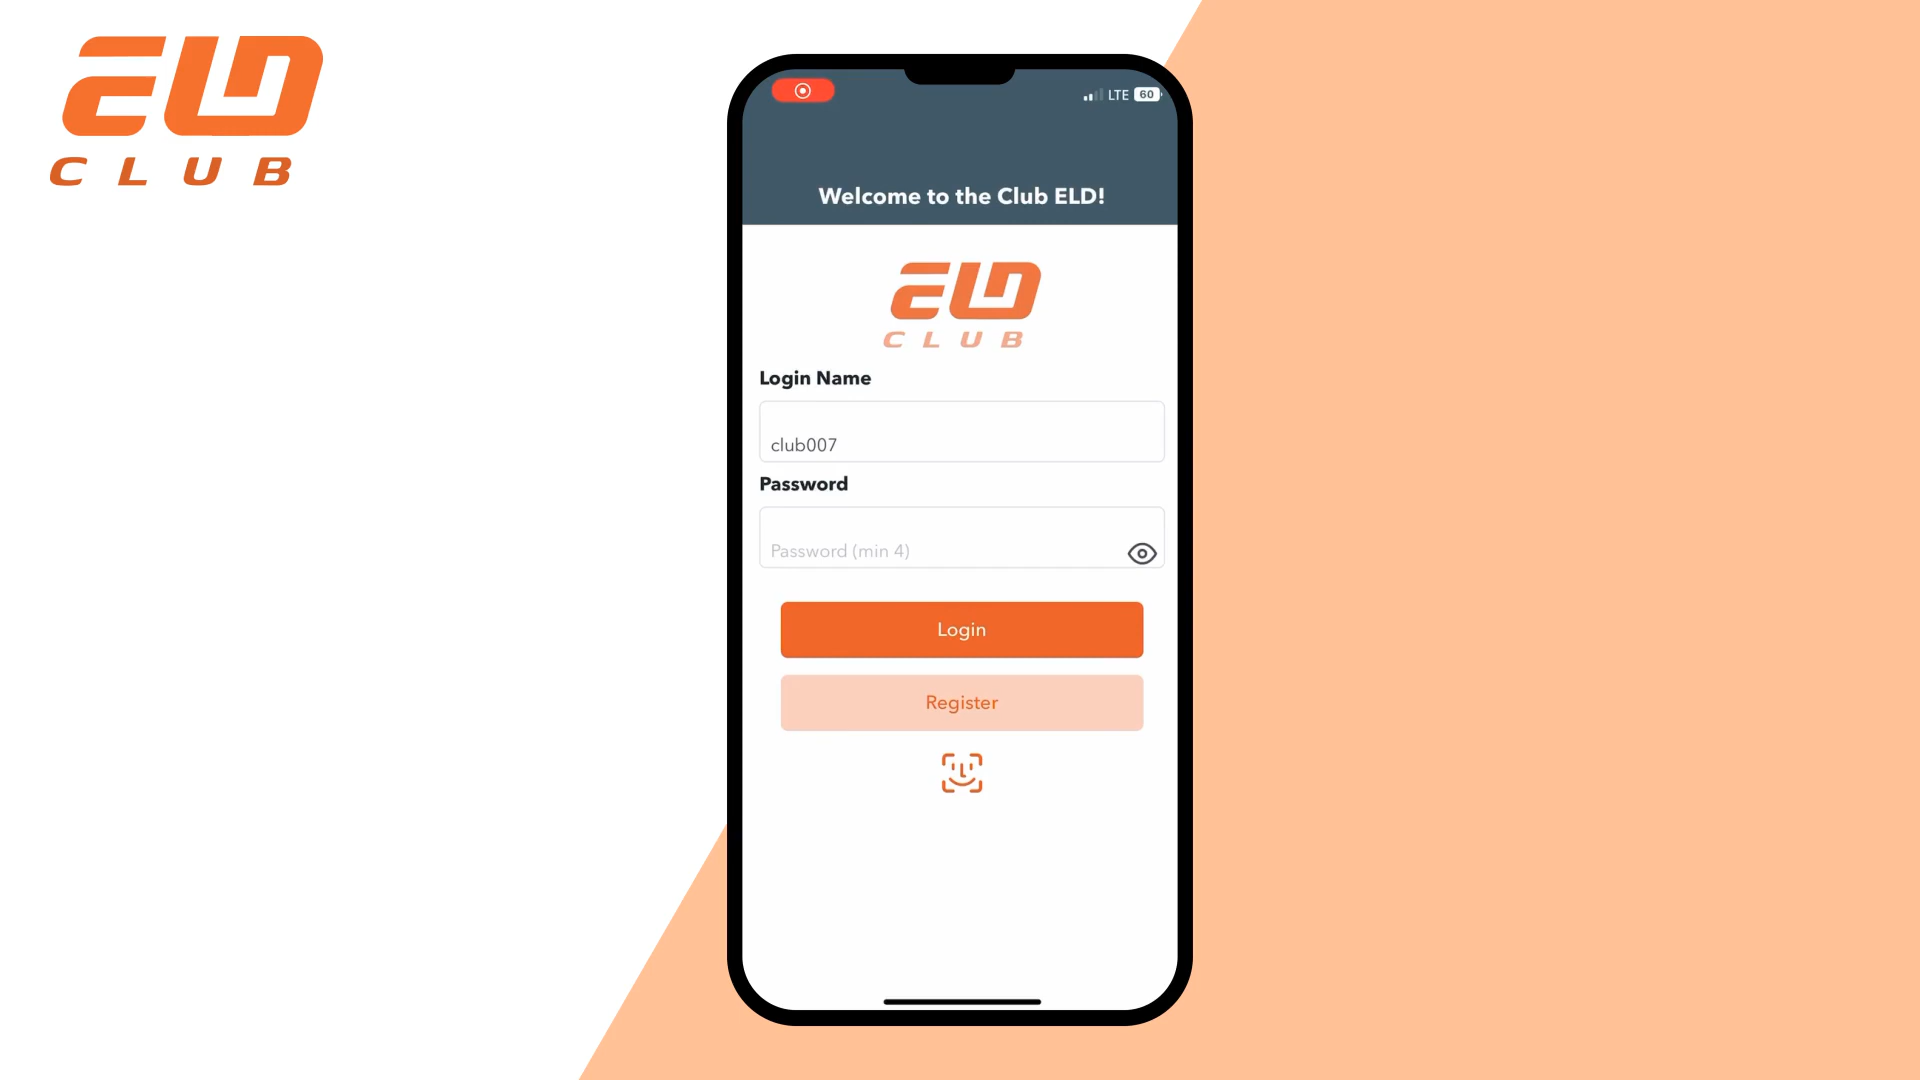 ELD
CLUB
LTE 60
Welcome to the Club ELD!
ELD
CLUB
Login Name
club007
Password
Password (min 4)
Login
Register